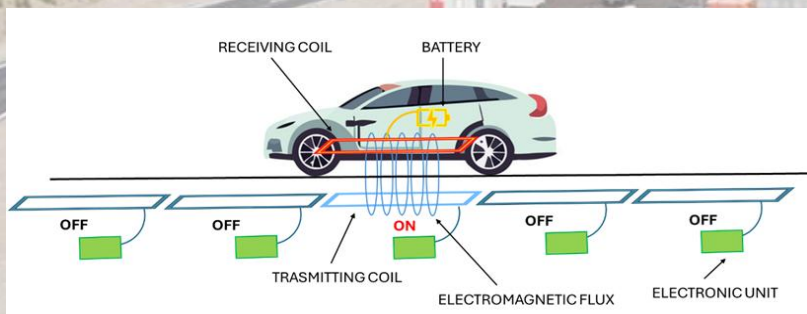 RECEIVING COIL
BATTERY
OFF
OFF
ON
OFF
OFF
TRASMITTING COIL
ELECTROMAGNETIC FLUX
ELECTRONIC UNIT